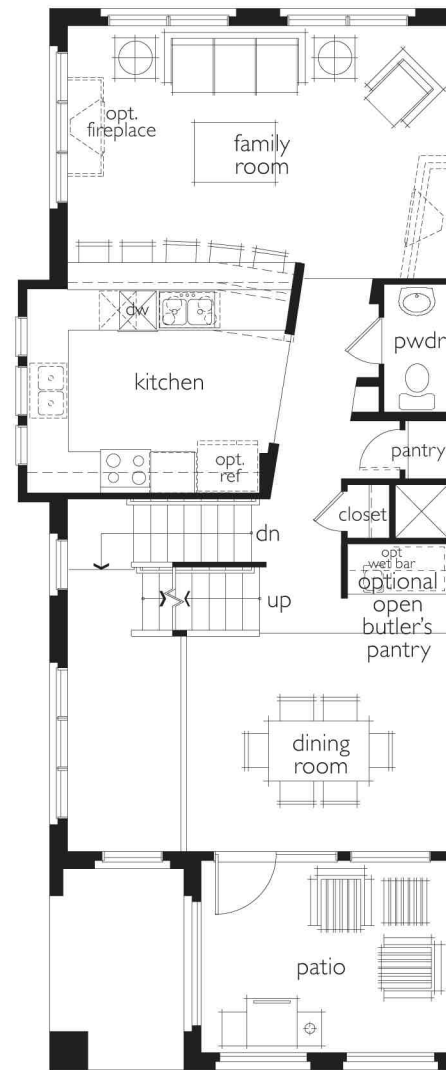 opt.
fireplace
family
room
dw
pwdr
kitchen
pantry
opt.
ref
closet
dn
opt
wet bar
optional
open
butler's
pantry
up
dining
room
patio